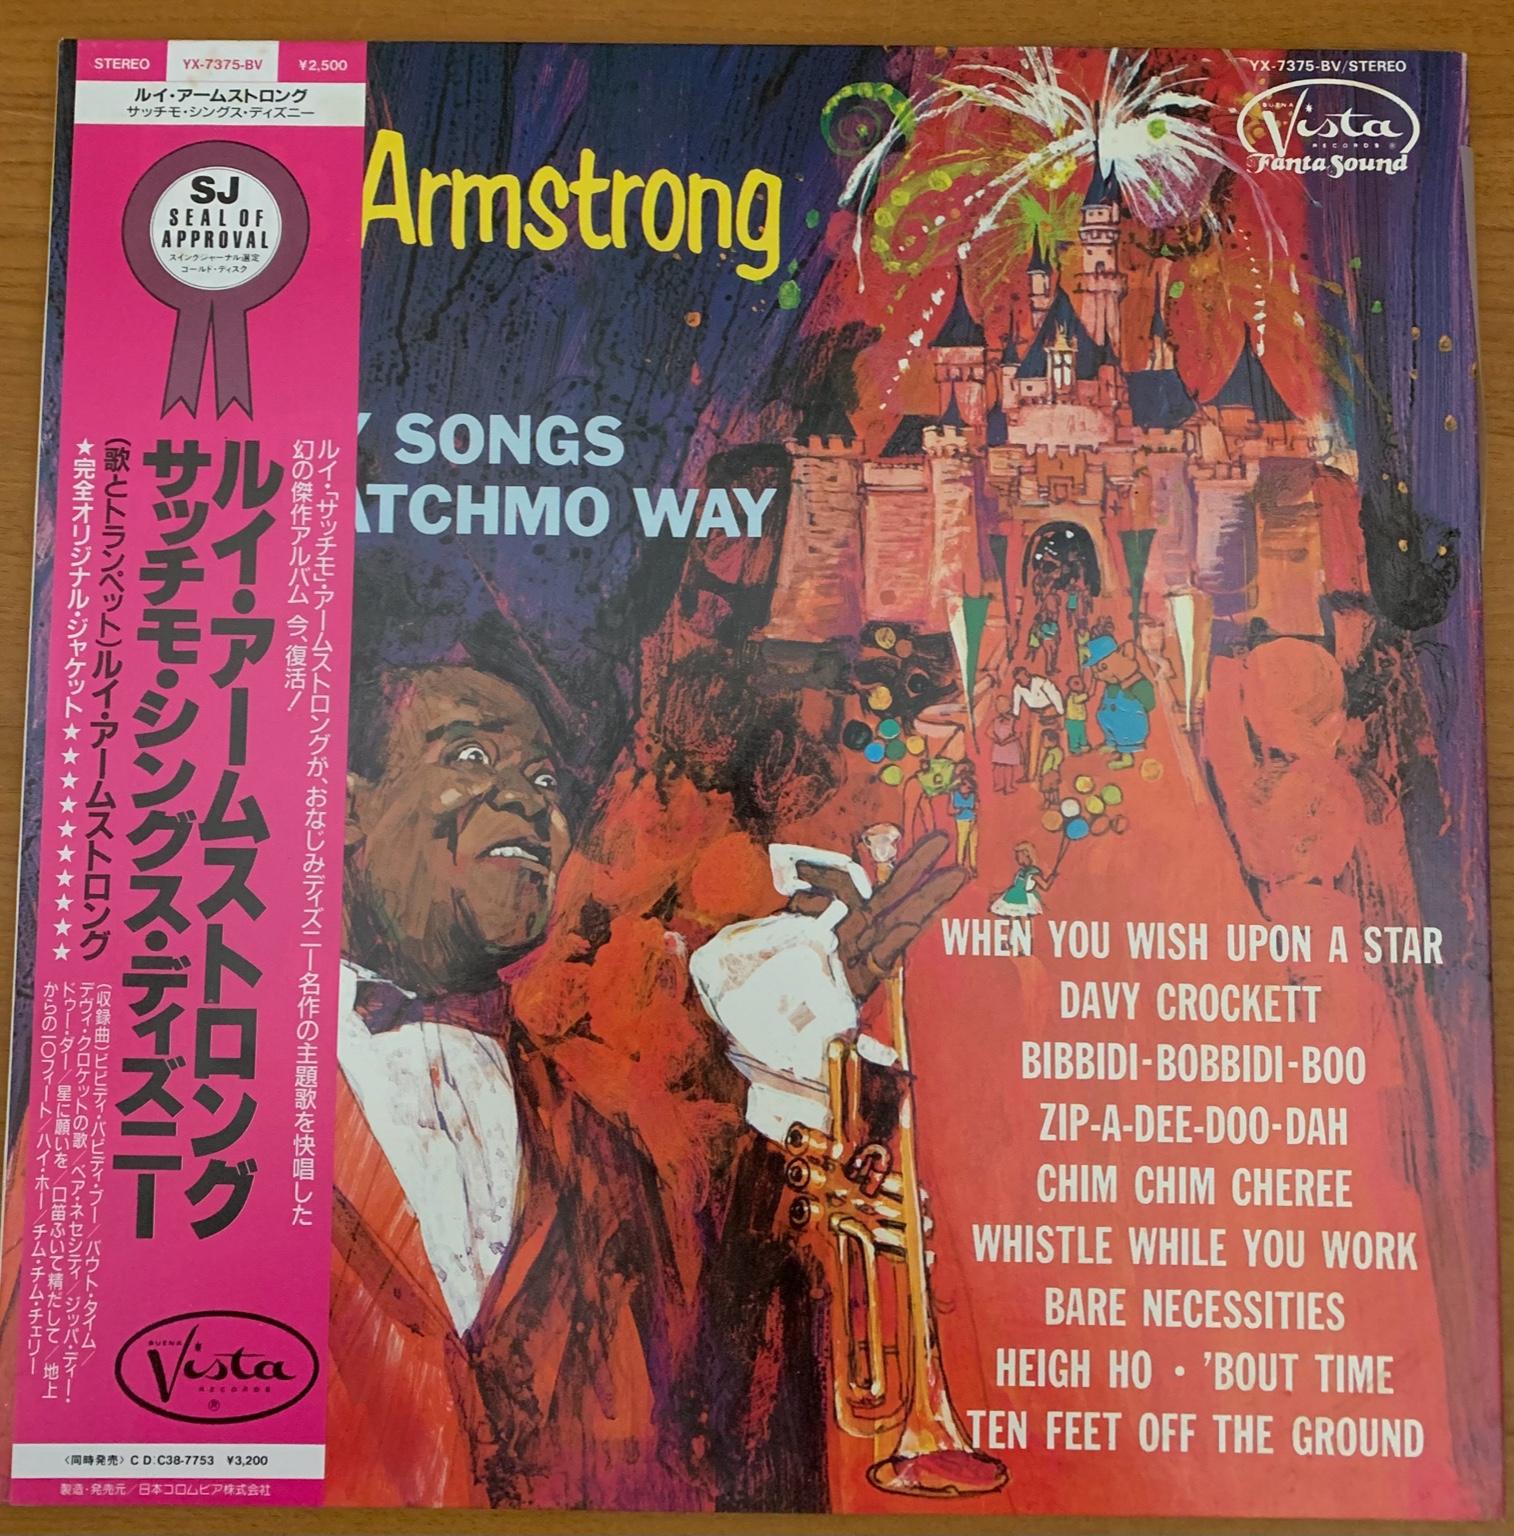 STEREO YX-7375-BV ¥2,500
ルイ・アームストロング
サッチモ・シングス・ディズニー
SJ
SEAL OF
APPROVAL
スイングジャーナル選定
ゴールド・ディスク
ルイ・「サッチモ」・アームストロングが、おなじみディズニー名作の主題歌を快唱した
幻の傑作アルバム、今、復活!
ルイ・アームストロング
サッチモ・シングス・ディズニー
(歌とトランペット)ルイ・アームストロング
★完全オリジナル・ジャケット★★★★★★★★★★
(収録曲)ビビディ・バビディ・ブー/バウト・タイム/
デヴィ・クロケットの歌/ベア・ネセシティ/ジッパ・ディー・
ドゥー・ダー/星に願いを/口笛ふいて精だして/地上
からの一〇フィート/ハイ・ホー/チム・チム・チェリー
BUENA
Vista
RECORDS ®
〈同時発売〉CD:C38-7753 ¥3,200
製造・発売元/日本コロムビア株式会社
YX-7375-BV/STEREO
BUENA
Vista
RECORDS ®
FantaSound
Armstrong
Y SONGS
ATCHMO WAY
WHEN YOU WISH UPON A STAR
DAVY CROCKETT
BIBBIDI-BOBBIDI-BOO
ZIP-A-DEE-DOO-DAH
CHIM CHIM CHEREE
WHISTLE WHILE YOU WORK
BARE NECESSITIES
HEIGH HO • 'BOUT TIME
TEN FEET OFF THE GROUND